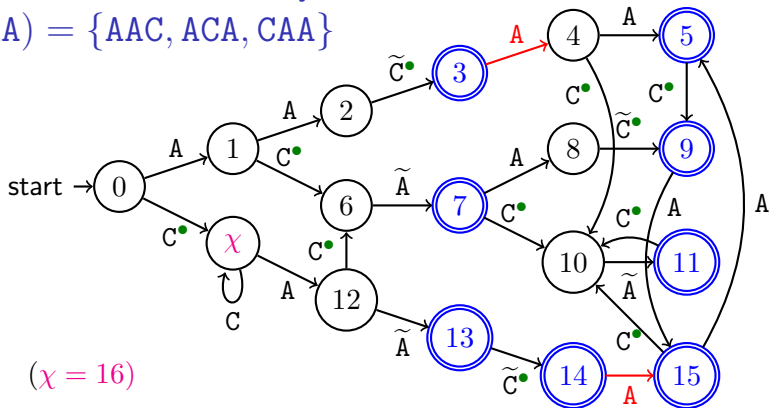 A) = {AAC, ACA, CAA}
start
0
A
C•
1
A
C•
2
C̃•
3
A
4
A
C•
5
C•
A
6
Ã
7
A
C•
8
C̃•
9
A
10
Ã
11
C•
χ
C
A
12
C•
Ã
13
C̃•
14
A
15
C•
(χ = 16)